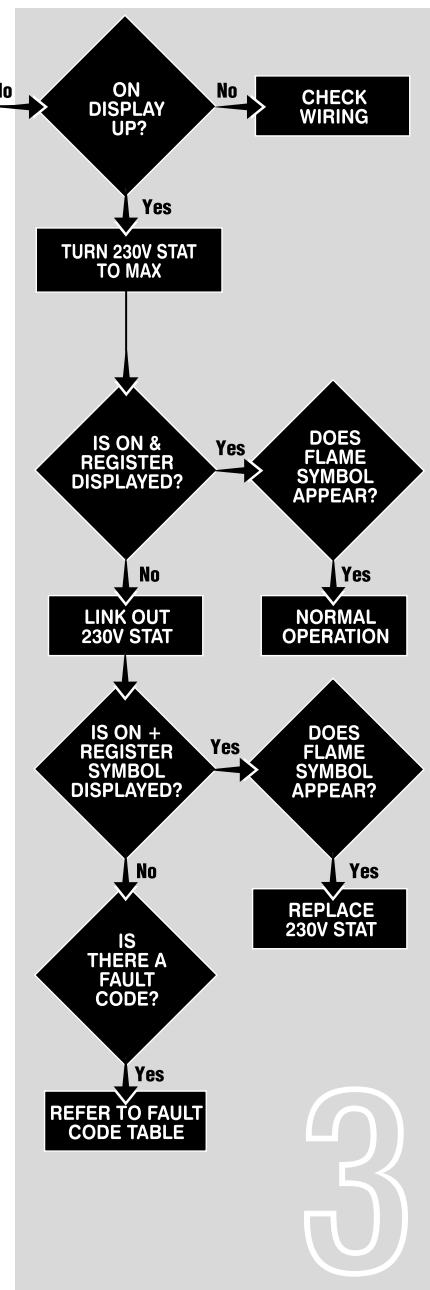 No
ON
DISPLAY
UP?
No
CHECK
WIRING
Yes
TURN 230V STAT
TO MAX
IS ON &
REGISTER
DISPLAYED?
Yes
DOES
FLAME
SYMBOL
APPEAR?
No
Yes
LINK OUT
230V STAT
NORMAL
OPERATION
IS ON +
REGISTER
SYMBOL
DISPLAYED?
Yes
DOES
FLAME
SYMBOL
APPEAR?
No
Yes
REPLACE
230V STAT
IS
THERE A
FAULT
CODE?
Yes
REFER TO FAULT
CODE TABLE
3